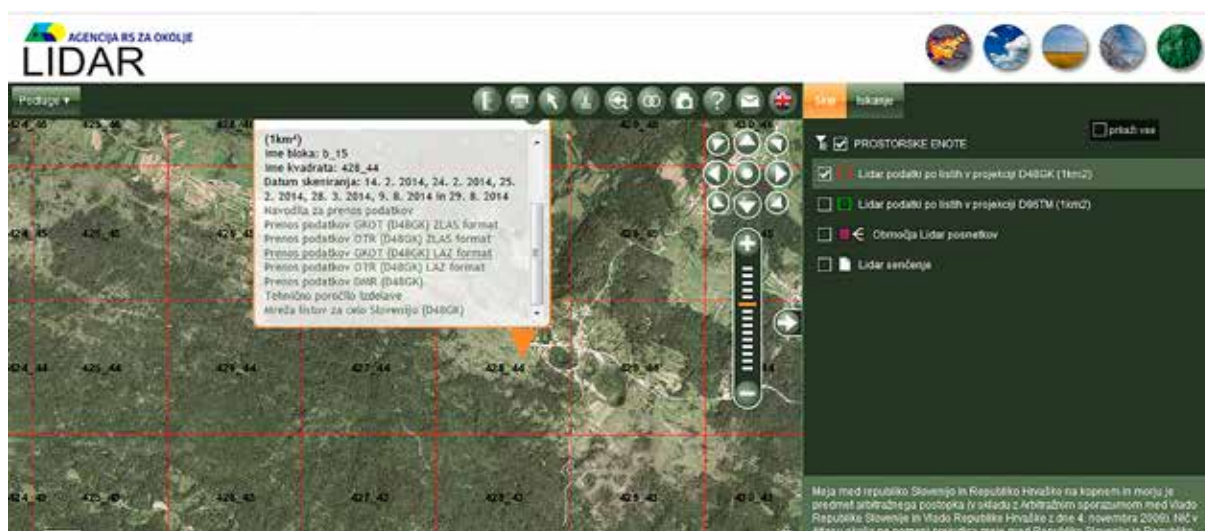 AGENCIJA RS ZA OKOLJE
LIDAR
Podlage
Sloji
Iskanje
prikaži vse
PROSTORSKE ENOTE
Lidar podatki po listih v projekciji D48GK (1km2)
Lidar podatki po listih v projekciji D96TM (1km2)
Območja Lidar posnetkov
Lidar senčenje
(1km²)
Ime bloka: b_15
Ime kvadrata: 428_44
Datum skeniranja: 14. 2. 2014, 24. 2. 2014, 25.
2. 2014, 28. 3. 2014, 9. 8. 2014 in 29. 8. 2014
Navodila za prenos podatkov
Prenos podatkov GKOT (D48GK) ZLAS format
Prenos podatkov OTR (D48GK) ZLAS format
Prenos podatkov GKOT (D48GK) LAZ format
Prenos podatkov OTR (D48GK) LAZ format
Prenos podatkov DMR (D48GK)
Tehnično poročilo izdelave
Mreža listov za celo Slovenijo (D48GK)
424_44 425_44 426_44 427_44 428_44
425_43 426_43 427_43 428_43 429_43 430_43
Meja med republiko Slovenijo in Republiko Hrvaško na kopnem in morju je
predmet arbitražnega postopka (v skladu z Arbitražnim sporazumom med Vlado
Republike Slovenije in Vlado Republike Hrvaške z dne 4. novembra 2009). Nič v